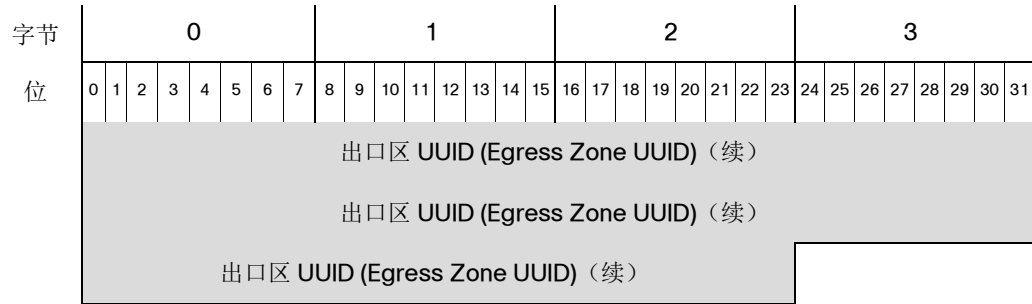 字节 0 1 2 3
位 0 1 2 3 4 5 6 7 8 9 10 11 12 13 14 15 16 17 18 19 20 21 22 23 24 25 26 27 28 29 30 31
出口区 UUID (Egress Zone UUID)（续）
出口区 UUID (Egress Zone UUID)（续）
出口区 UUID (Egress Zone UUID)（续）